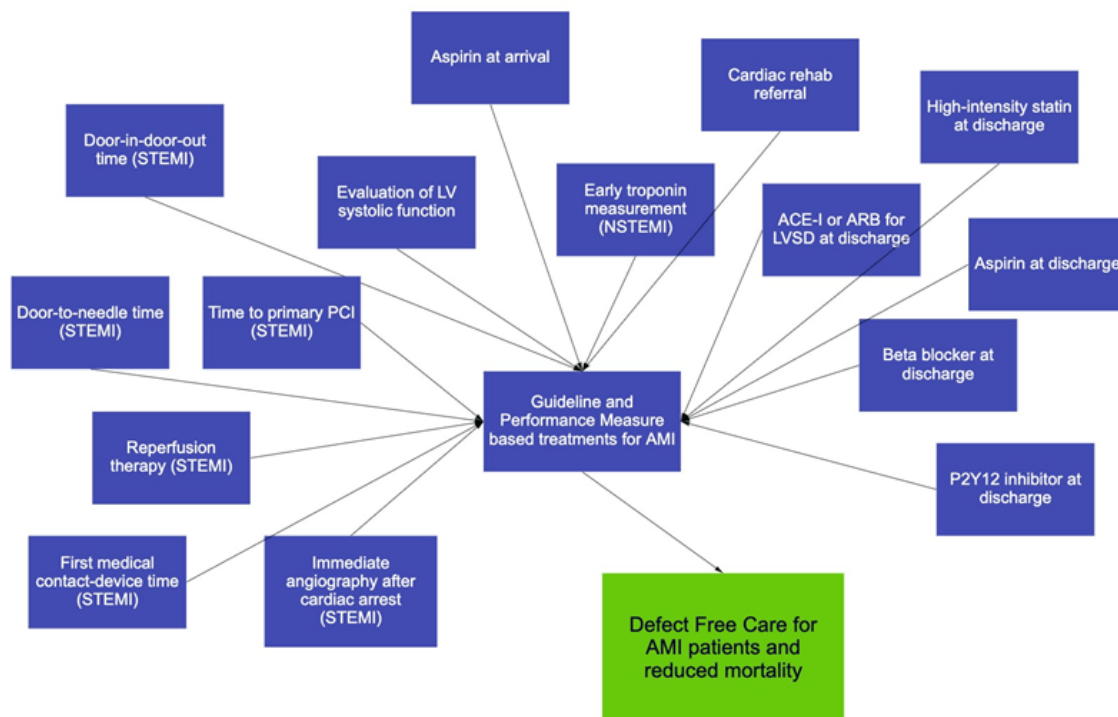 Aspirin at arrival
Cardiac rehab
referral
High-intensity statin
at discharge
Door-in-door-out
time (STEMI)
Evaluation of LV
systolic function
Early troponin
measurement
(NSTEMI)
ACE-I or ARB for
LVSD at discharge
Aspirin at discharge
Door-to-needle time
(STEMI)
Time to primary PCI
(STEMI)
Beta blocker at
discharge
Guideline and
Performance Measure
based treatments for AMI
Reperfusion
therapy (STEMI)
P2Y12 inhibitor at
discharge
First medical
contact-device time
(STEMI)
Immediate
angiography after
cardiac arrest
(STEMI)
Defect Free Care for
AMI patients and
reduced mortality